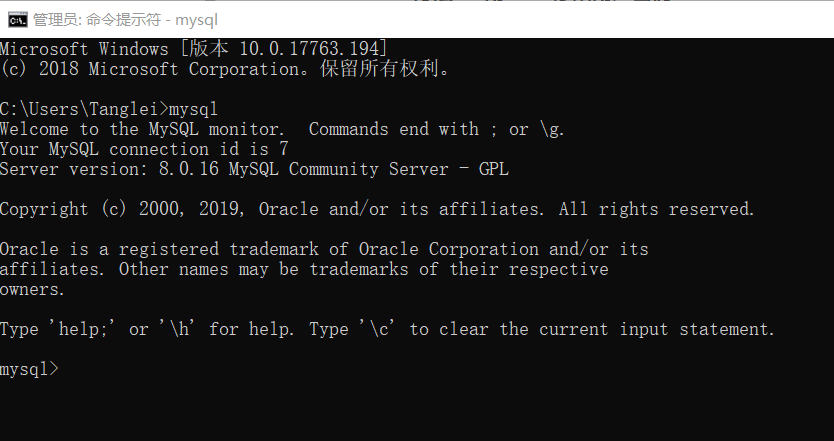 管理员: 命令提示符 - mysql
Microsoft Windows [版本 10.0.17763.194]
(c) 2018 Microsoft Corporation。保留所有权利。
C:\Users\Tanglei>mysql
Welcome to the MySQL monitor.  Commands end with ; or \g.
Your MySQL connection id is 7
Server version: 8.0.16 MySQL Community Server - GPL
Copyright (c) 2000, 2019, Oracle and/or its affiliates. All rights reserved.
Oracle is a registered trademark of Oracle Corporation and/or its
affiliates. Other names may be trademarks of their respective
owners.
Type 'help;' or '\h' for help. Type '\c' to clear the current input statement.
mysql>